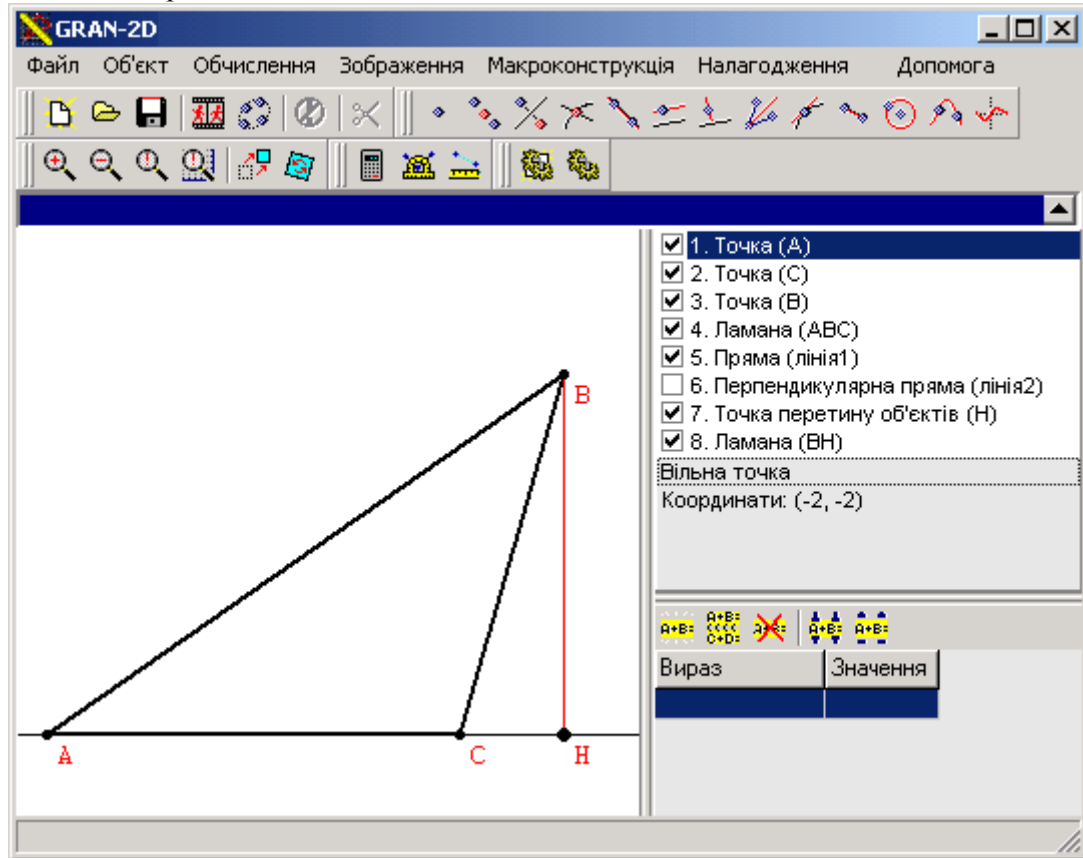 GRAN-2D
Файл Об'єкт Обчислення Зображення Макроконструкція Налагодження Допомога
1. Точка (A)
2. Точка (C)
3. Точка (B)
4. Ламана (ABC)
5. Пряма (лінія1)
6. Перпендикулярна пряма (лінія2)
7. Точка перетину об'єктів (H)
8. Ламана (BH)
Вільна точка
Координати: (-2, -2)
B
A C H
A+B= A+B= C+D= A+B= A+B= A+B=
Вираз Значення